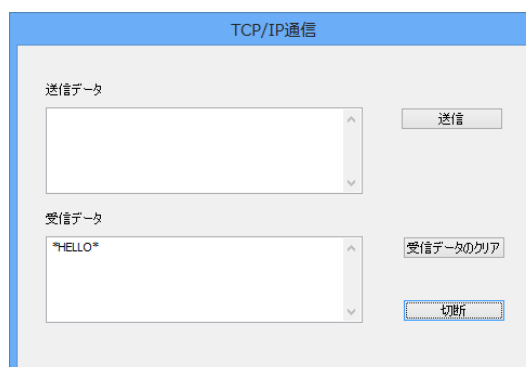 TCP/IP通信
送信データ
送信
受信データ
*HELLO*
受信データのクリア
切断